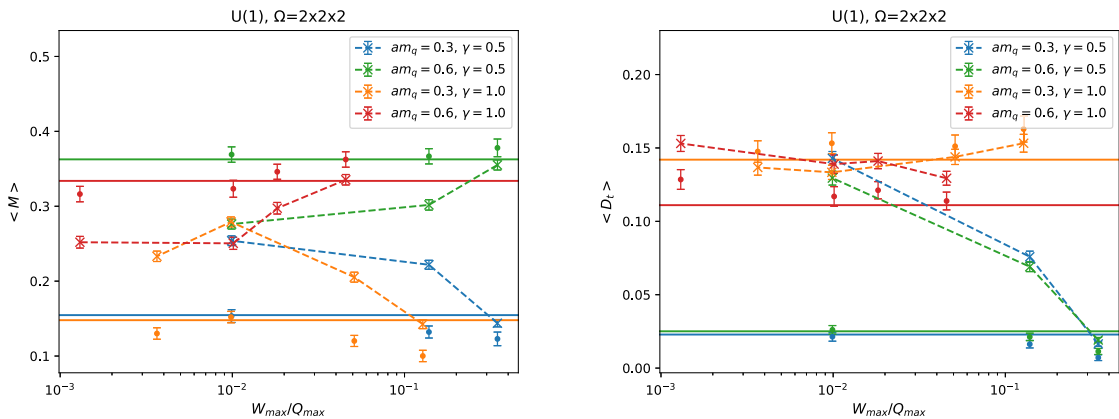 U(1), Ω=2x2x2
<M>
0.5
0.4
0.3
0.2
0.1
am_q = 0.3, γ = 0.5
am_q = 0.6, γ = 0.5
am_q = 0.3, γ = 1.0
am_q = 0.6, γ = 1.0
10⁻³ 10⁻² 10⁻¹
W_max/Q_max
U(1), Ω=2x2x2
<D_t>
0.20
0.15
0.10
0.05
0.00
am_q = 0.3, γ = 0.5
am_q = 0.6, γ = 0.5
am_q = 0.3, γ = 1.0
am_q = 0.6, γ = 1.0
10⁻³ 10⁻² 10⁻¹
W_max/Q_max